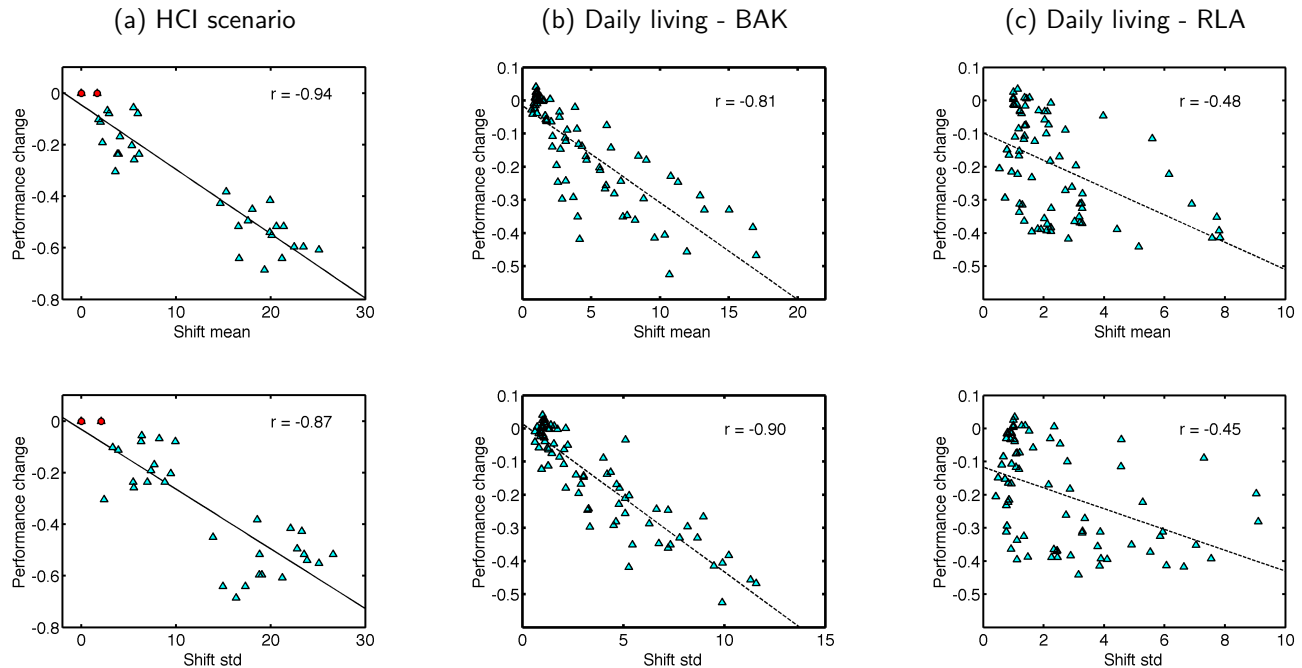 (a) HCI scenario
(b) Daily living - BAK
(c) Daily living - RLA
Performance change
0
-0.2
-0.4
-0.6
-0.8
r = -0.94
0 10 20 30
Shift mean
Performance change
0.1
0
-0.1
-0.2
-0.3
-0.4
-0.5
r = -0.81
0 5 10 15 20
Shift mean
Performance change
0.1
0
-0.1
-0.2
-0.3
-0.4
-0.5
r = -0.48
0 2 4 6 8 10
Shift mean
Performance change
0
-0.2
-0.4
-0.6
-0.8
r = -0.87
0 10 20 30
Shift std
Performance change
0.1
0
-0.1
-0.2
-0.3
-0.4
-0.5
r = -0.90
0 5 10 15
Shift std
Performance change
0.1
0
-0.1
-0.2
-0.3
-0.4
-0.5
r = -0.45
0 2 4 6 8 10
Shift std